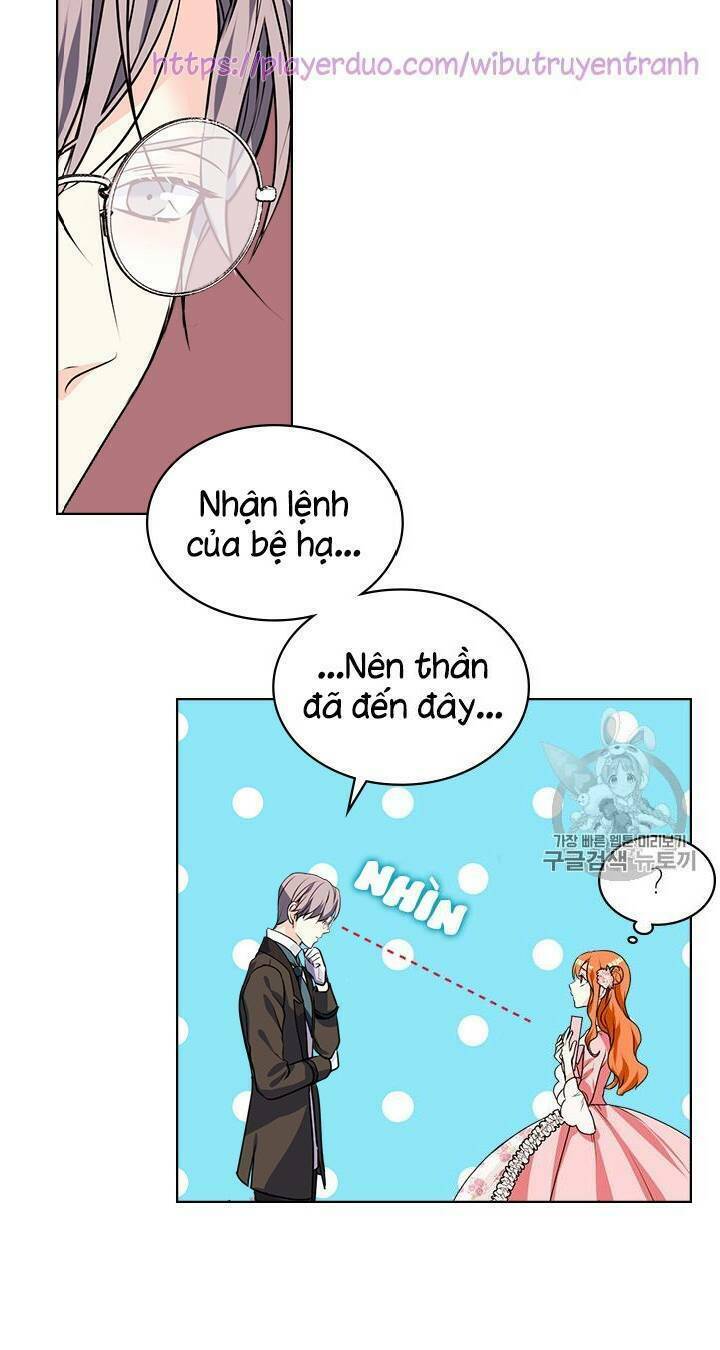 https://playerduo.com/wibutruyentranh
Nhận lệnh
của bệ hạ...
...Nên thần
đã đến đây...
가장 빠른 웹툰 미리보기
구글검색 뉴토끼
?
NHÌN